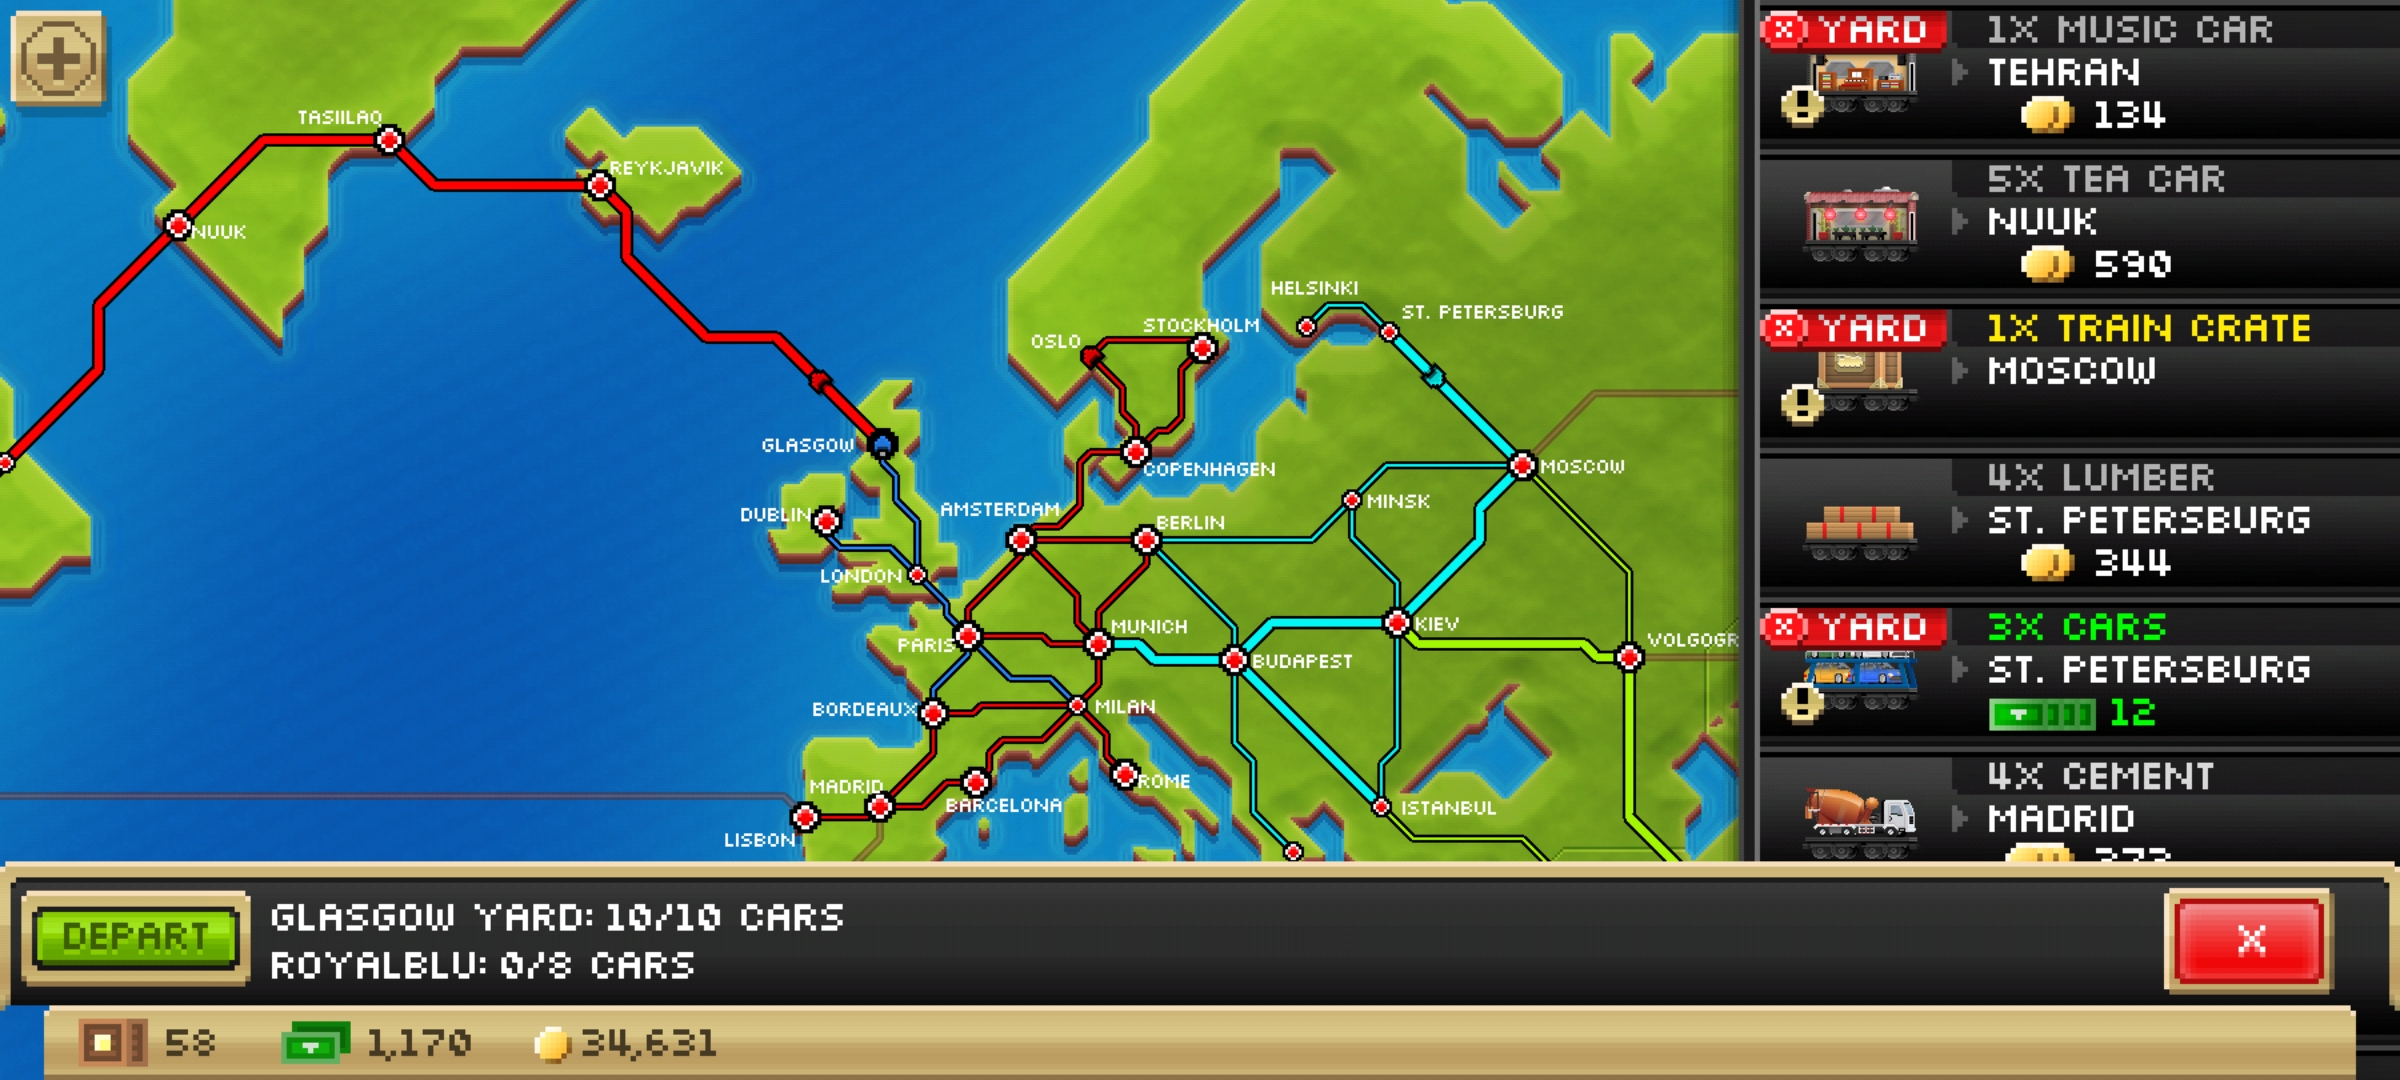 TASIILAQ
REYKJAVIK
NUUK
HELSINKI
ST. PETERSBURG
STOCKHOLM
OSLO
GLASGOW
COPENHAGEN
MOSCOW
MINSK
DUBLIN
AMSTERDAM
BERLIN
LONDON
MUNICH
KIEV
PARIS
VOLGOGR
BUDAPEST
BORDEAUX
MILAN
MADRID
ROME
BARCELONA
ISTANBUL
LISBON
YARD
1X MUSIC CAR
TEHRAN
134
5X TEA CAR
NUUK
590
YARD
1X TRAIN CRATE
MOSCOW
4X LUMBER
ST. PETERSBURG
344
YARD
3X CARS
ST. PETERSBURG
12
4X CEMENT
MADRID
DEPART
GLASGOW YARD: 10/10 CARS
ROYALBLU: 0/8 CARS
X
58
1,170
34,631